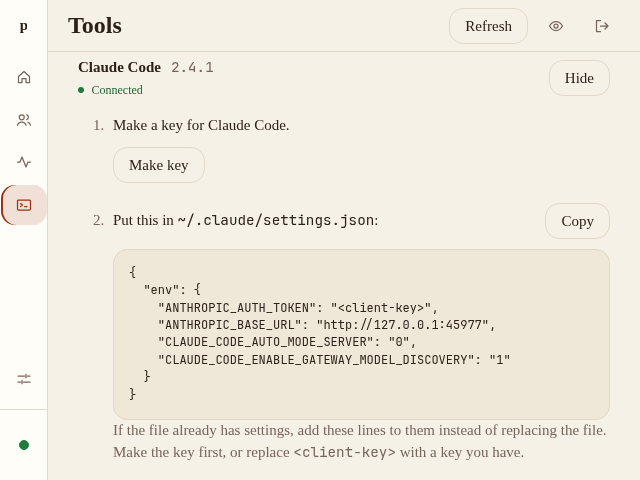 p
Tools
Refresh
Claude Code 2.4.1
Hide
Connected
1. Make a key for Claude Code.
Make key
2. Put this in ~/.claude/settings.json:
Copy
{
  "env": {
    "ANTHROPIC_AUTH_TOKEN": "<client-key>",
    "ANTHROPIC_BASE_URL": "http://127.0.0.1:45977",
    "CLAUDE_CODE_AUTO_MODE_SERVER": "0",
    "CLAUDE_CODE_ENABLE_GATEWAY_MODEL_DISCOVERY": "1"
  }
}
If the file already has settings, add these lines to them instead of replacing the file.
Make the key first, or replace <client-key> with a key you have.